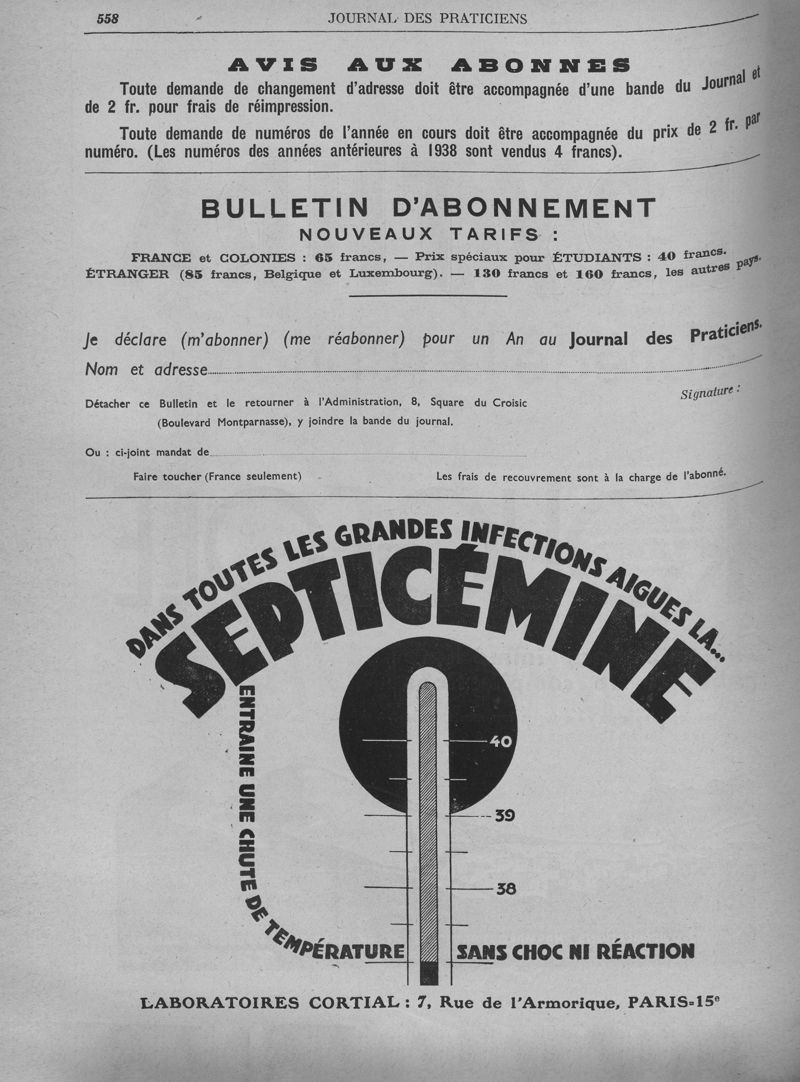 558
JOURNAL DES PRATICIENS
AVIS AUX ABONNES
Toute demande de changement d'adresse doit être accompagnée d'une bande du Journal et
de 2 fr. pour frais de réimpression.
Toute demande de numéros de l'année en cours doit être accompagnée du prix de 2 fr. par
numéro. (Les numéros des années antérieures à 1938 sont vendus 4 francs).
BULLETIN D'ABONNEMENT
NOUVEAUX TARIFS :
FRANCE et COLONIES : 65 francs, — Prix spéciaux pour ÉTUDIANTS : 40 francs.
ÉTRANGER (85 francs, Belgique et Luxembourg). — 130 francs et 160 francs, les autres pays.
Je déclare (m'abonner) (me réabonner) pour un An au Journal des Praticiens.
Nom et adresse
Signature :
Détacher ce Bulletin et le retourner à l'Administration, 8, Square du Croisic
(Boulevard Montparnasse), y joindre la bande du journal.
Ou : ci-joint mandat de
Faire toucher (France seulement)
Les frais de recouvrement sont à la charge de l'abonné.
DANS TOUTES LES GRANDES INFECTIONS AIGUES LA...
SEPTICÉMINE
40
39
38
ENTRAINE UNE CHUTE DE TEMPÉRATURE
SANS CHOC NI RÉACTION
LABORATOIRES CORTIAL : 7, Rue de l'Armorique, PARIS-15e